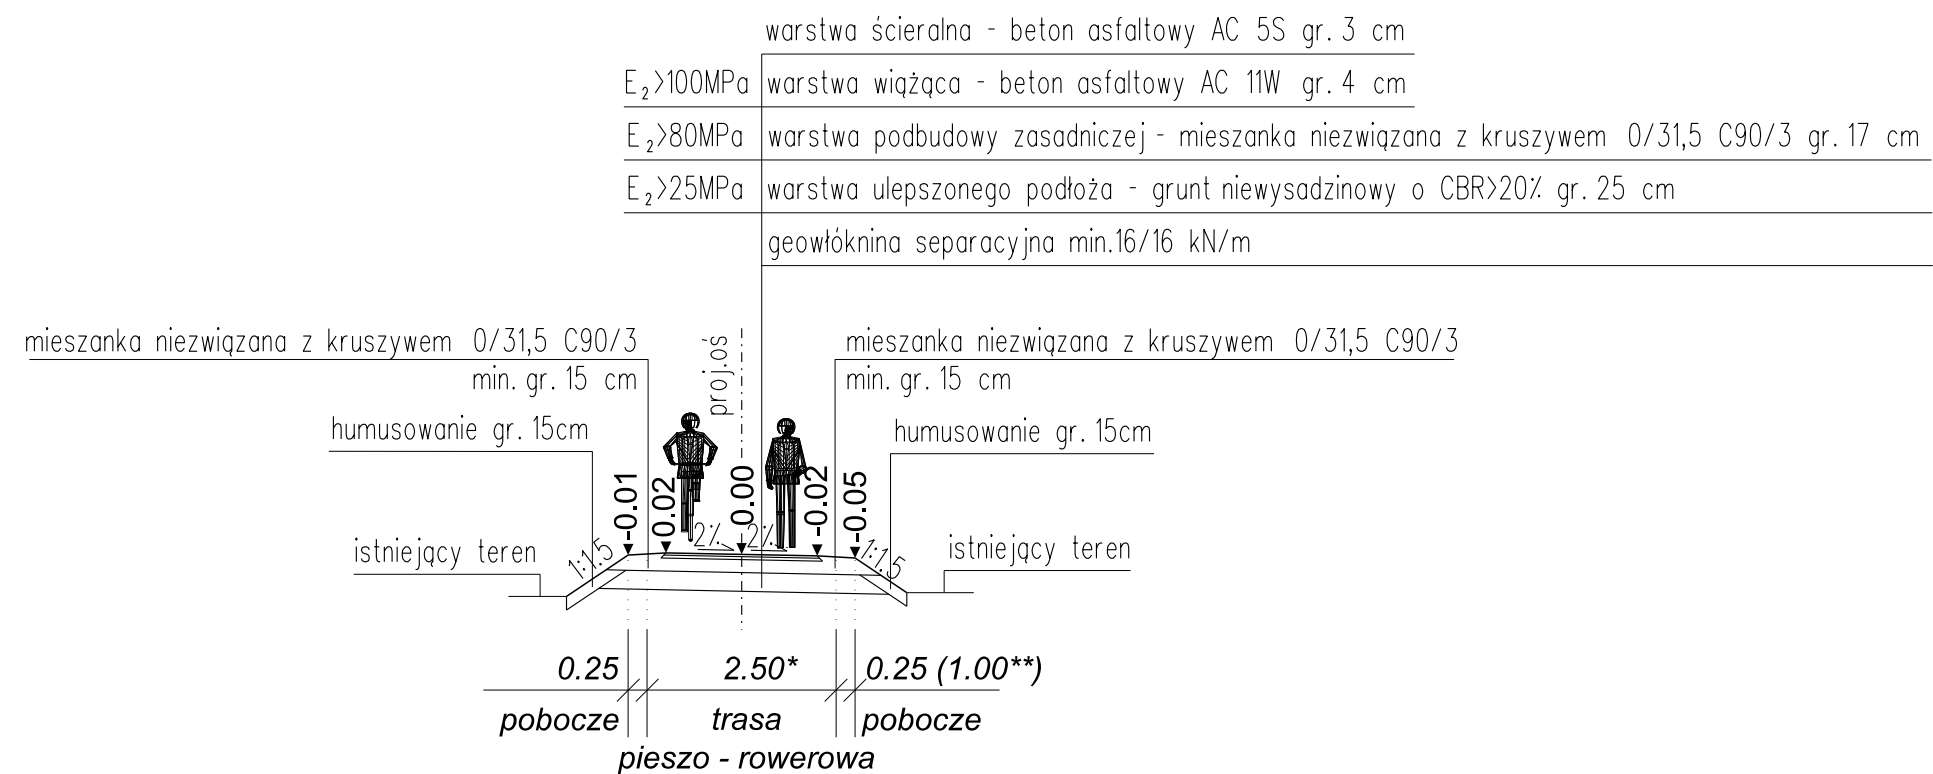 warstwa ścieralna - beton asfaltowy AC 5S gr. 3 cm
E₂>100MPa warstwa wiążąca - beton asfaltowy AC 11W gr. 4 cm
E₂>80MPa warstwa podbudowy zasadniczej - mieszanka niezwiązana z kruszywem 0/31,5 C90/3 gr. 17 cm
E₂>25MPa warstwa ulepszonego podłoża - grunt niewysadzinowy o CBR>20% gr. 25 cm
geowłóknina separacyjna min.16/16 kN/m
mieszanka niezwiązana z kruszywem 0/31,5 C90/3
min. gr. 15 cm
proj.oś
mieszanka niezwiązana z kruszywem 0/31,5 C90/3
min. gr. 15 cm
humusowanie gr. 15cm
humusowanie gr. 15cm
-0.01
0.02
0.00
-0.02
-0.05
2%
2%
istniejący teren
1:1.5
1:1.5
istniejący teren
0.25 2.50* 0.25 (1.00**)
pobocze trasa pobocze
pieszo - rowerowa